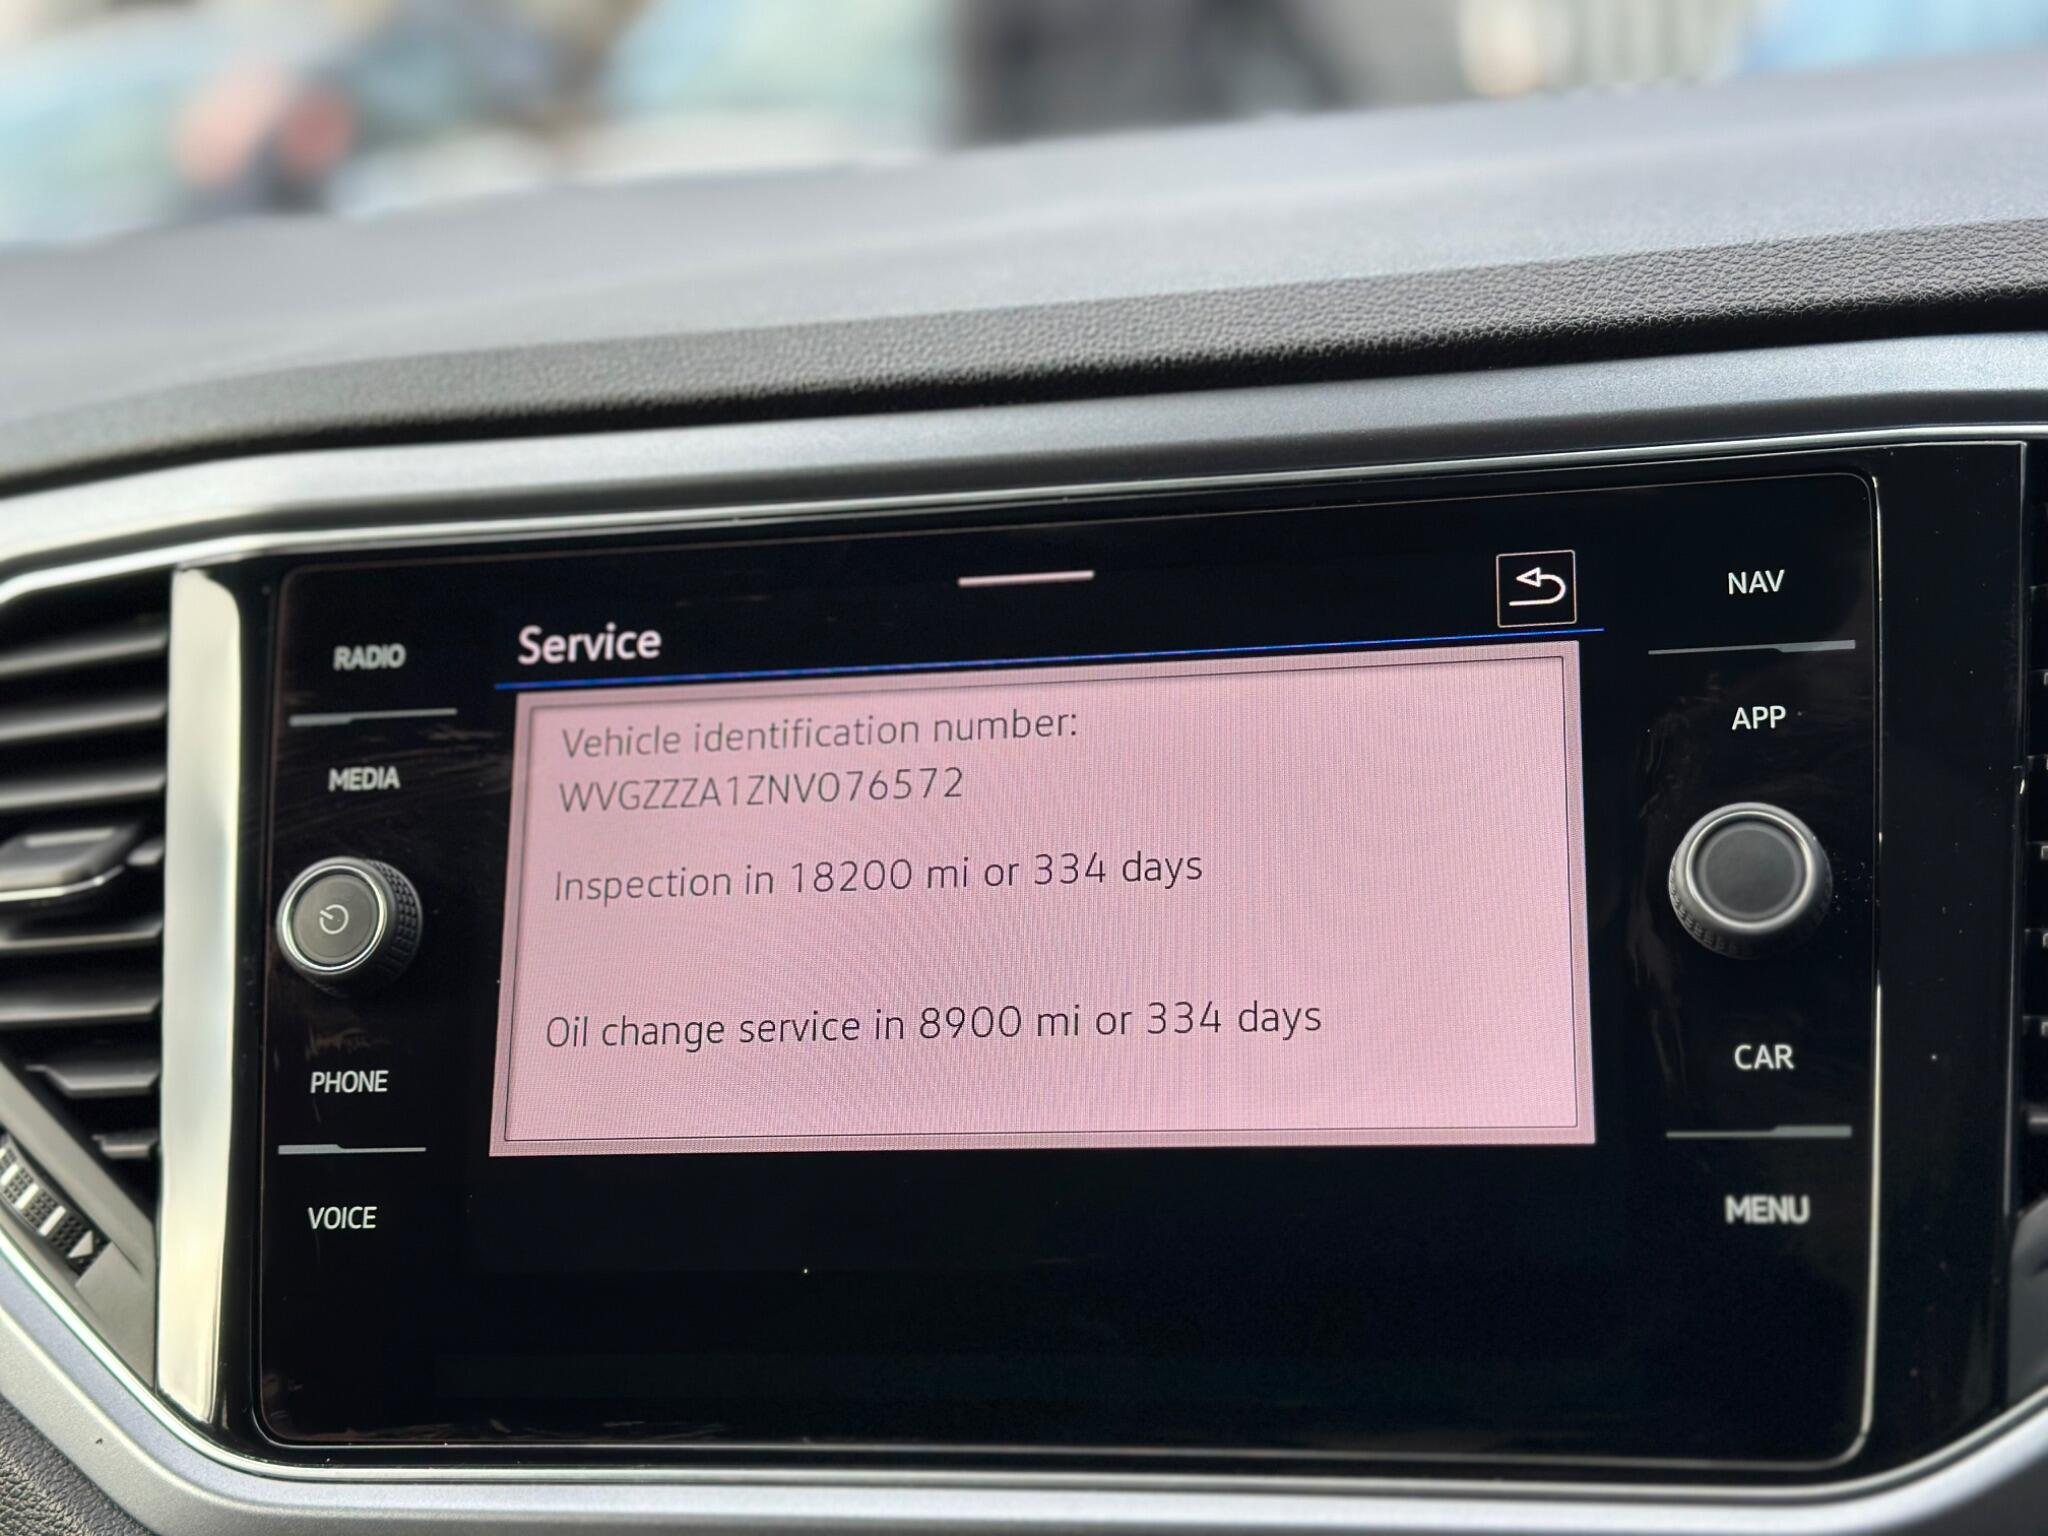 Service
RADIO
MEDIA
PHONE
VOICE
Vehicle identification number:
WVGZZZA1ZNV076572
Inspection in 18200 mi or 334 days
Oil change service in 8900 mi or 334 days
NAV
APP
CAR
MENU